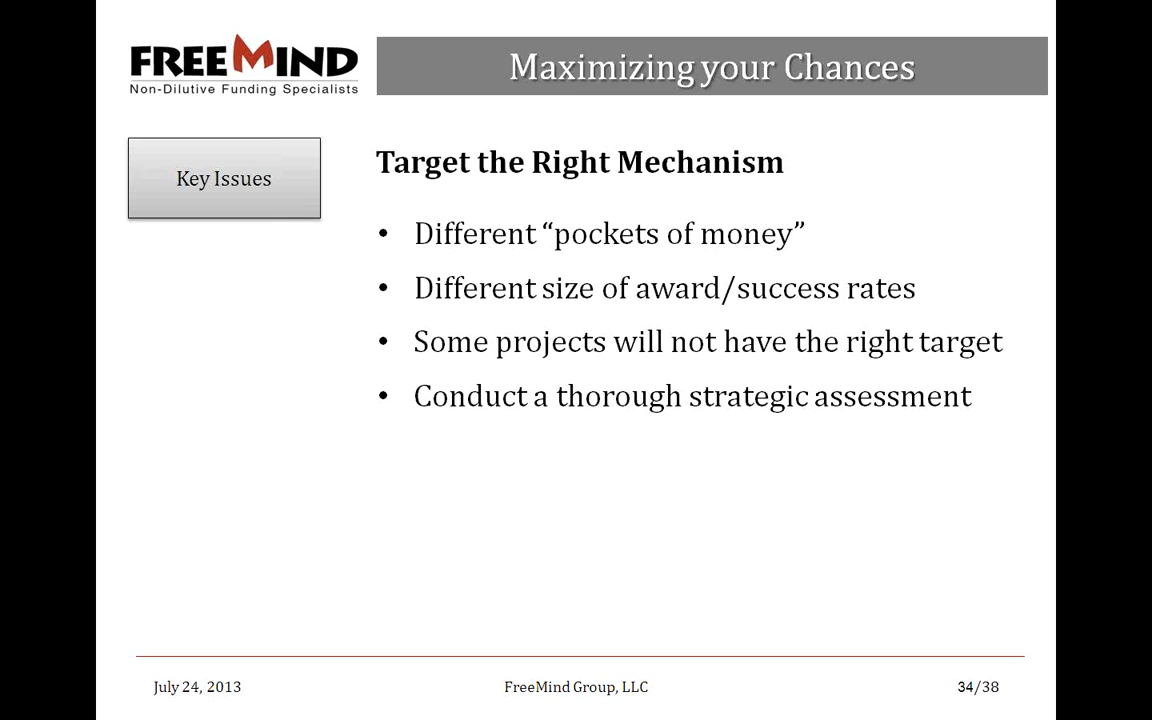 FREEMIND
Non-Dilutive Funding Specialists
Maximizing your Chances
Key Issues
Target the Right Mechanism
• Different “pockets of money”
• Different size of award/success rates
• Some projects will not have the right target
• Conduct a thorough strategic assessment
July 24, 2013
FreeMind Group, LLC
34/38